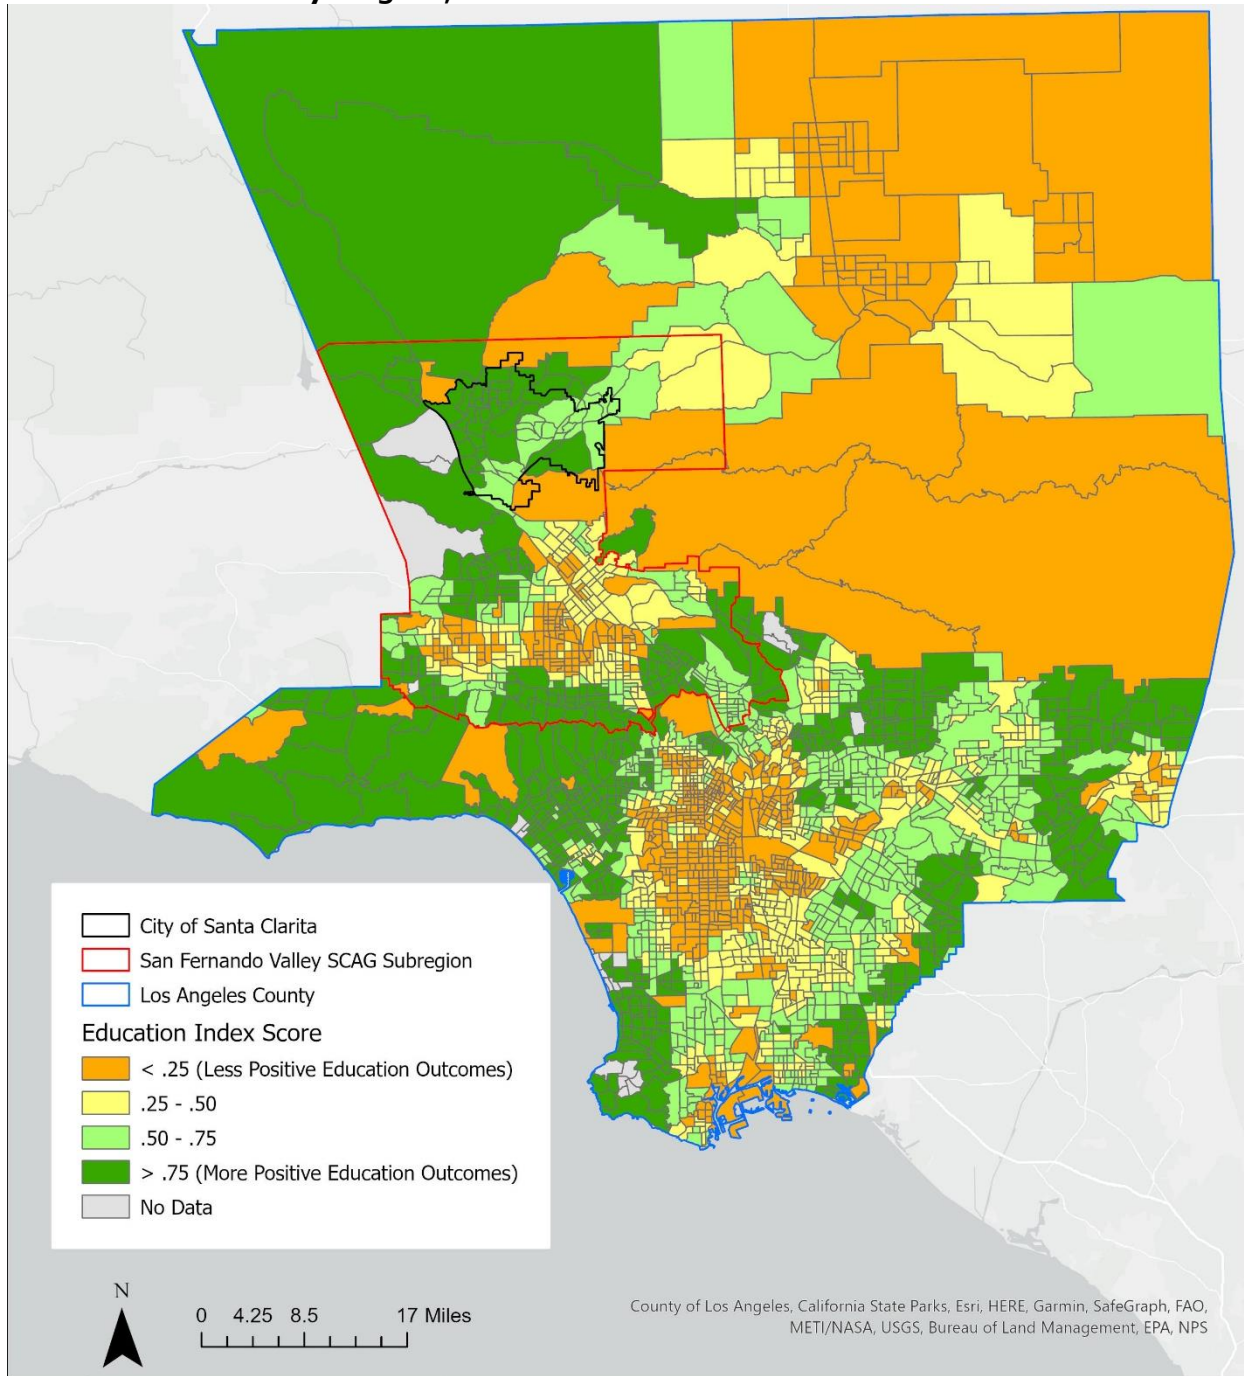 City of Santa Clarita
San Fernando Valley SCAG Subregion
Los Angeles County
Education Index Score
< .25 (Less Positive Education Outcomes)
.25 - .50
.50 - .75
> .75 (More Positive Education Outcomes)
No Data
N
0 4.25 8.5 17 Miles
County of Los Angeles, California State Parks, Esri, HERE, Garmin, SafeGraph, FAO,
METI/NASA, USGS, Bureau of Land Management, EPA, NPS